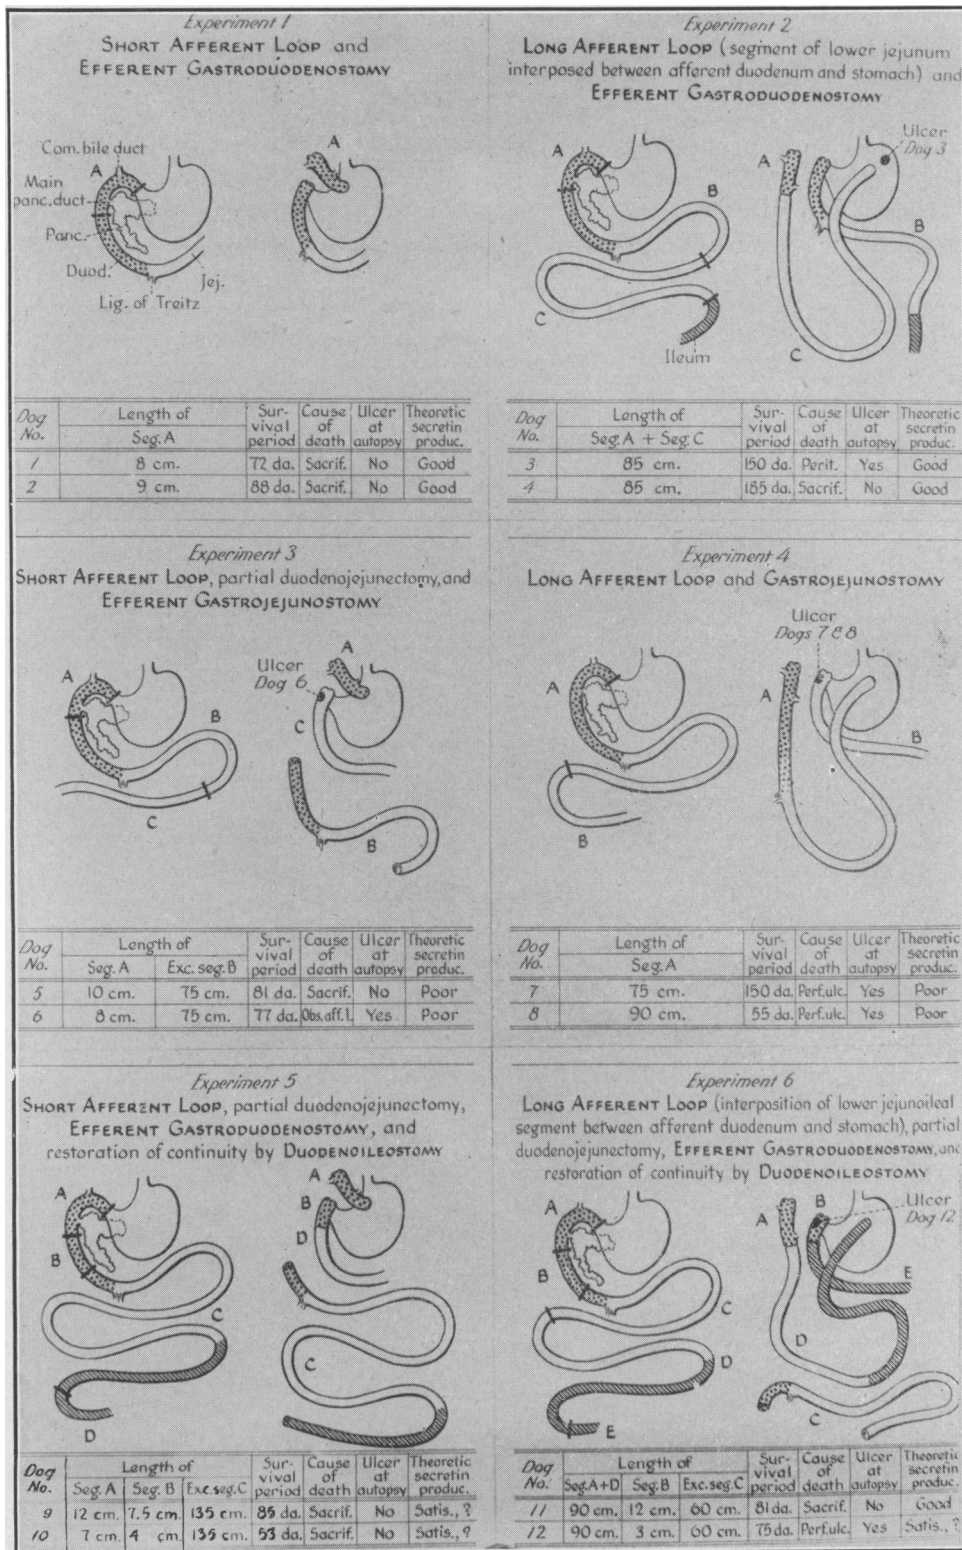 Experiment 1
SHORT AFFERENT LOOP and
EFFERENT GASTRODUODENOSTOMY
A
Com. bile duct
A
Main
panc. duct
Panc.
Duod.
Jej.
Lig. of Treitz
Dog No. Length of Seg. A Survival period Cause of death Ulcer at autopsy Theoretic secretin produc.
1 8 cm. 72 da. Sacrif. No Good
2 9 cm. 88 da. Sacrif. No Good
Experiment 2
LONG AFFERENT LOOP (segment of lower jejunum
interposed between afferent duodenum and stomach) and
EFFERENT GASTRODUODENOSTOMY
Ulcer
Dog 3
A
A
B
B
C
C
Ileum
Dog No. Length of Seg. A + Seg. C Survival period Cause of death Ulcer at autopsy Theoretic secretin produc.
3 85 cm. 150 da. Perit. Yes Good
4 85 cm. 185 da. Sacrif. No Good
Experiment 3
SHORT AFFERENT LOOP, partial duodenojejunectomy, and
EFFERENT GASTROJEJUNOSTOMY
A
Ulcer
Dog 6
A
B
C
C
B
Dog No. Length of Seg. A Exc. seg. B Survival period Cause of death Ulcer at autopsy Theoretic secretin produc.
5 10 cm. 75 cm. 81 da. Sacrif. No Poor
6 8 cm. 75 cm. 77 da. Obs. aff. l. Yes Poor
Experiment 4
LONG AFFERENT LOOP and GASTROJEJUNOSTOMY
Ulcer
Dogs 7 & 8
A
A
B
B
Dog No. Length of Seg. A Survival period Cause of death Ulcer at autopsy Theoretic secretin produc.
7 75 cm. 150 da. Perf. ulc. Yes Poor
8 90 cm. 55 da. Perf. ulc. Yes Poor
Experiment 5
SHORT AFFERENT LOOP, partial duodenojejunectomy,
EFFERENT GASTRODUODENOSTOMY, and
restoration of continuity by DUODENOILEOSTOMY
A
A
B
D
B
C
C
D
Dog No. Length of Seg. A Seg. B Exc. seg. C Survival period Cause of death Ulcer at autopsy Theoretic secretin produc.
9 12 cm. 7.5 cm. 135 cm. 85 da. Sacrif. No Satis., ?
10 7 cm. 4 cm. 135 cm. 53 da. Sacrif. No Satis., ?
Experiment 6
LONG AFFERENT LOOP (interposition of lower jejunoileal
segment between afferent duodenum and stomach), partial
duodenojejunectomy, EFFERENT GASTRODUODENOSTOMY, and
restoration of continuity by DUODENOILEOSTOMY
A
B
Ulcer
Dog 12
A
B
E
C
D
D
C
E
Dog No. Length of Seg. A + D Seg. B Exc. seg. C Survival period Cause of death Ulcer at autopsy Theoretic secretin produc.
11 90 cm. 12 cm. 60 cm. 81 da. Sacrif. No Good
12 90 cm. 3 cm. 60 cm. 75 da. Perf. ulc. Yes Satis., ?